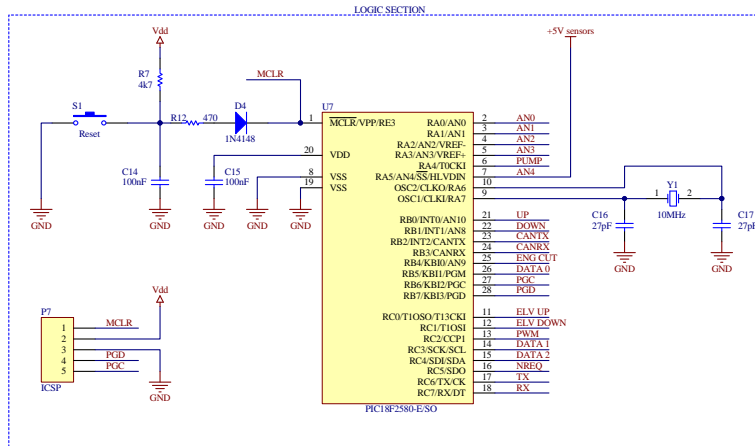 LOGIC SECTION
Vdd
+5V sensors
R7
4k7
MCLR
S1
Reset
R12 470
D4
1N4148
U7
1 MCLR/VPP/RE3
20 VDD
8 VSS
19 VSS
C14
100nF
C15
100nF
GND
GND
GND
GND
GND
RA0/AN0 2 AN0
RA1/AN1 3 AN1
RA2/AN2/VREF- 4 AN2
RA3/AN3/VREF+ 5 AN3
RA4/T0CKI 6 PUMP
RA5/AN4/SS/HLVDIN 7 AN4
OSC2/CLKO/RA6 10
OSC1/CLKI/RA7 9
RB0/INT0/AN10 21 UP
RB1/INT1/AN8 22 DOWN
RB2/INT2/CANTX 23 CANTX
RB3/CANRX 24 CANRX
RB4/KBI0/AN9 25 ENG CUT
RB5/KBI1/PGM 26 DATA 0
RB6/KBI2/PGC 27 PGC
RB7/KBI3/PGD 28 PGD
RC0/T1OSO/T13CKI 11 ELV UP
RC1/T1OSI 12 ELV DOWN
RC2/CCP1 13 PWM
RC3/SCK/SCL 14 DATA 1
RC4/SDI/SDA 15 DATA 2
RC5/SDO 16 NREQ
RC6/TX/CK 17 TX
RC7/RX/DT 18 RX
PIC18F2580-E/SO
Y1
1 2
10MHz
C16
27pF
C17
27pF
GND
GND
Vdd
P7
1 MCLR
2
3
4 PGD
5 PGC
ICSP
GND